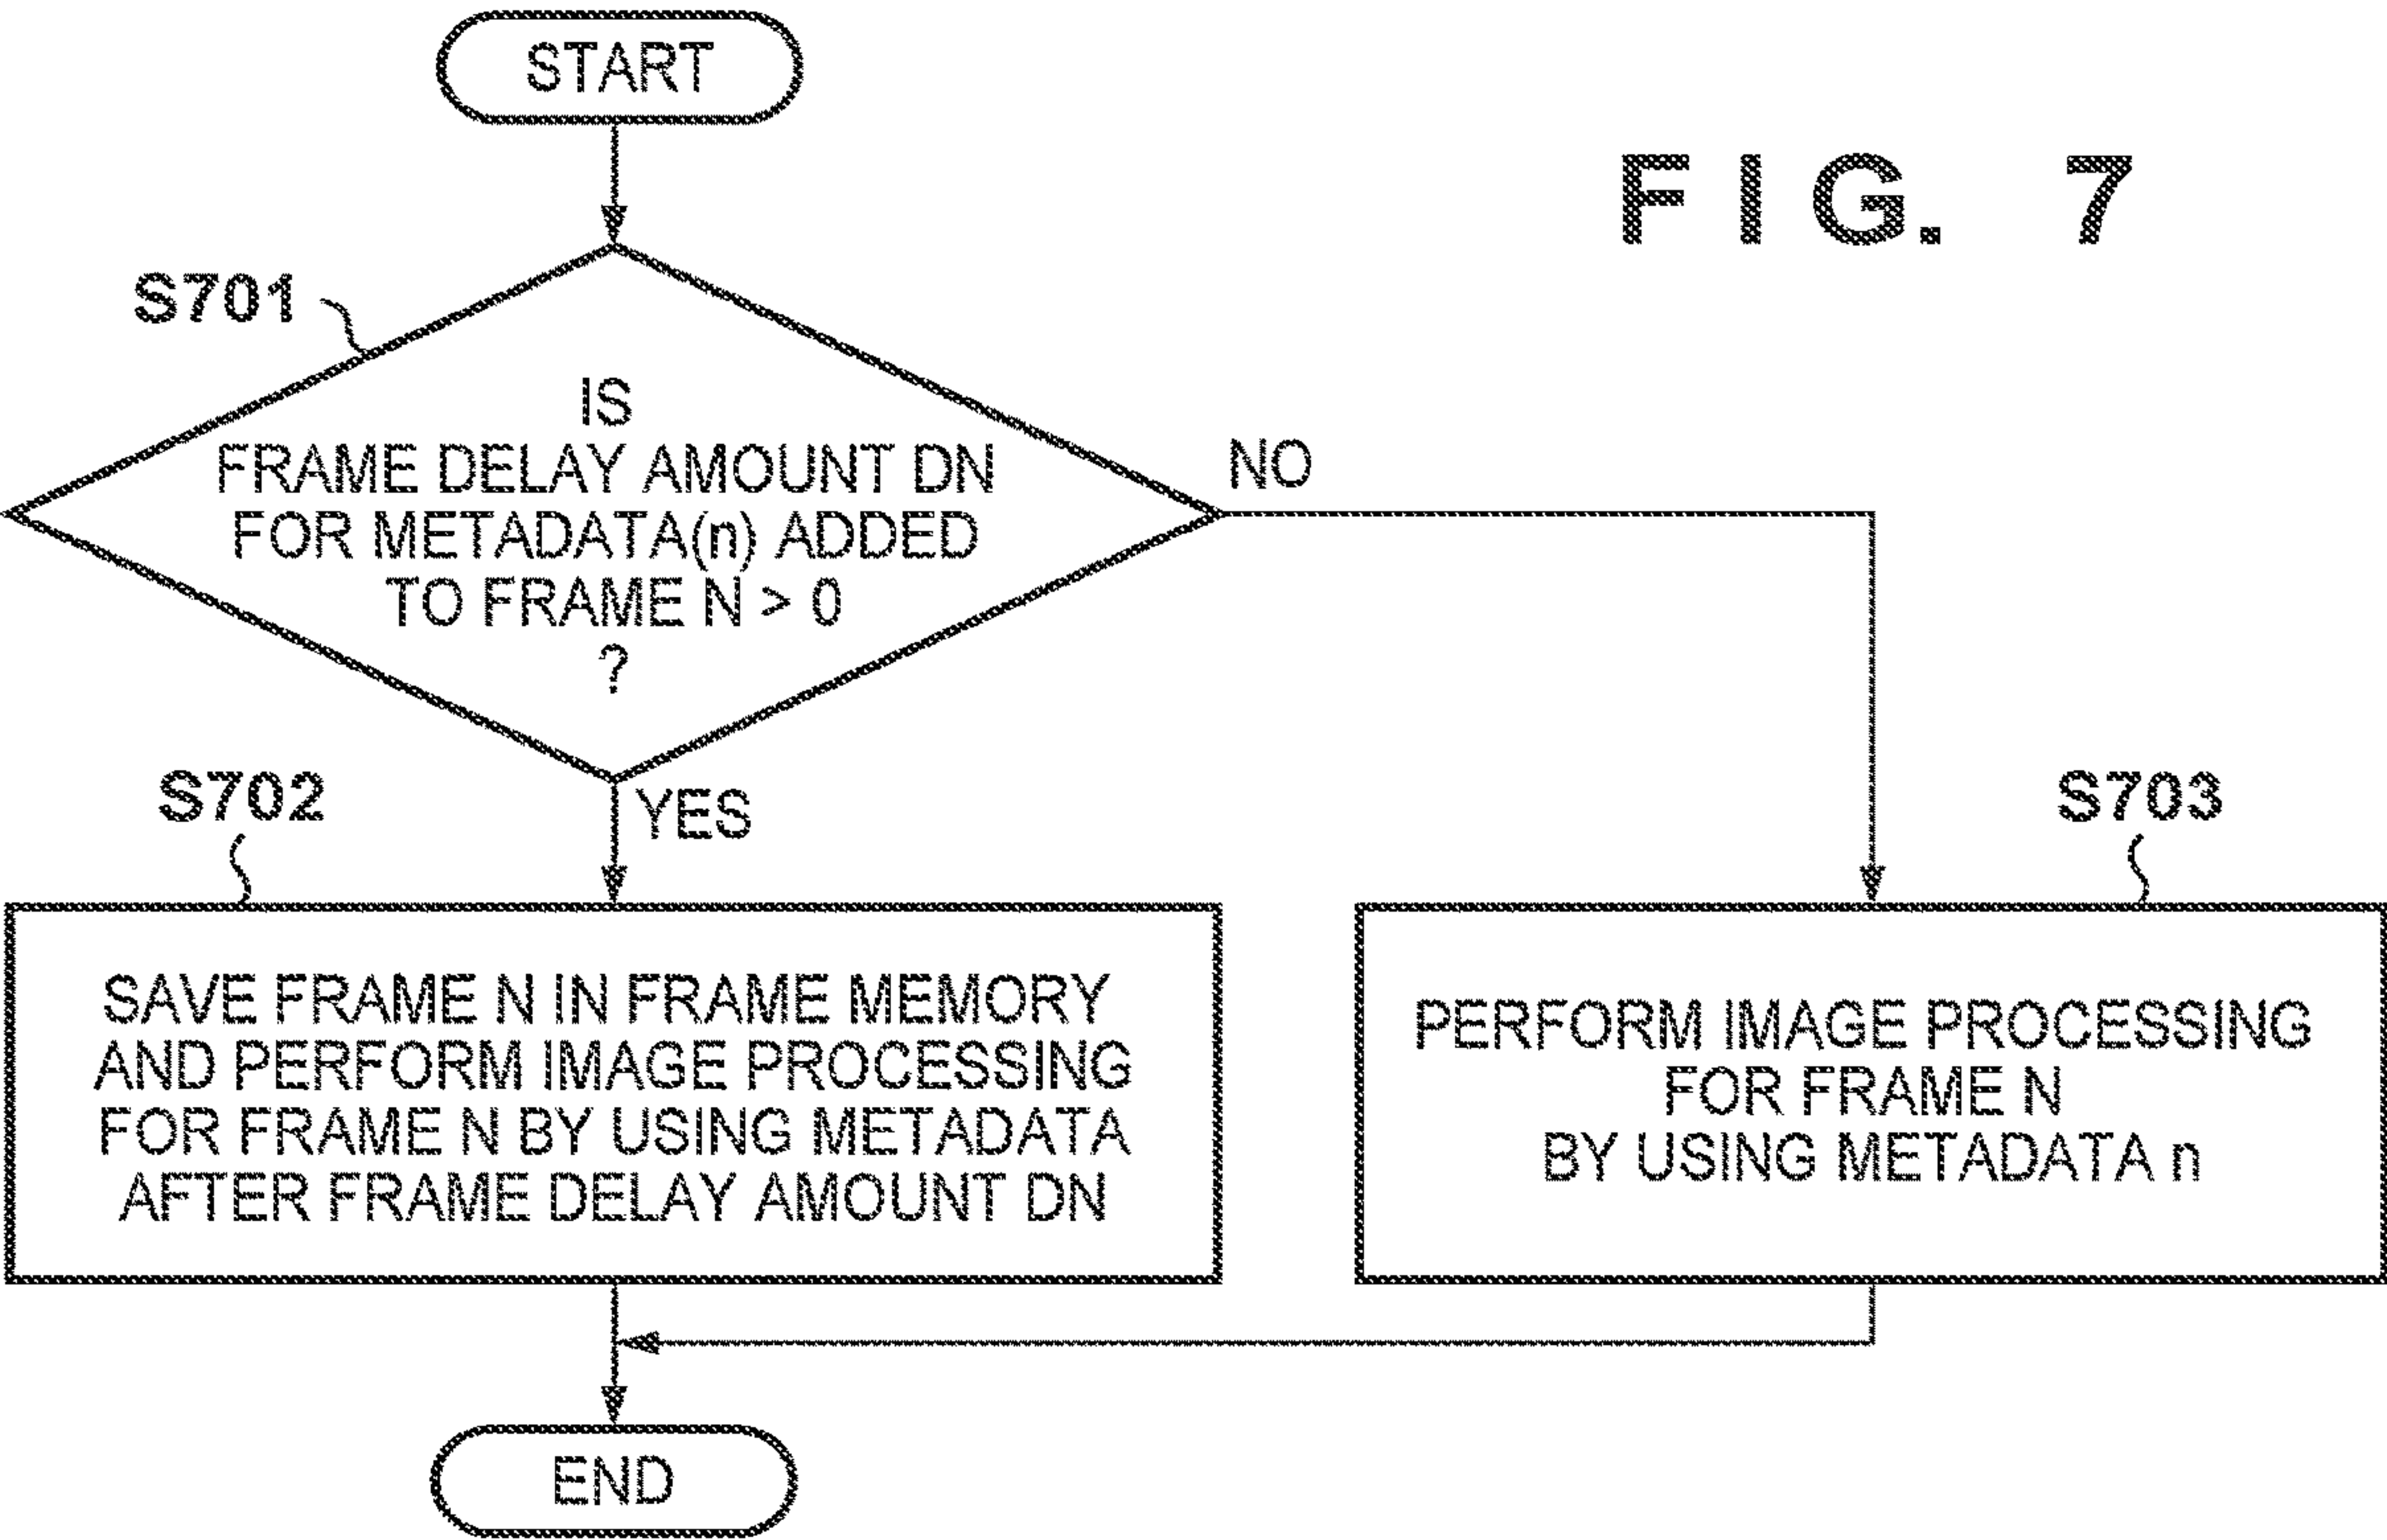 START
FIG. 7
S701
IS
FRAME DELAY AMOUNT DN
FOR METADATA(n) ADDED
TO FRAME N > 0
?
NO
YES
S702
SAVE FRAME N IN FRAME MEMORY
AND PERFORM IMAGE PROCESSING
FOR FRAME N BY USING METADATA
AFTER FRAME DELAY AMOUNT DN
S703
PERFORM IMAGE PROCESSING
FOR FRAME N
BY USING METADATA n
END